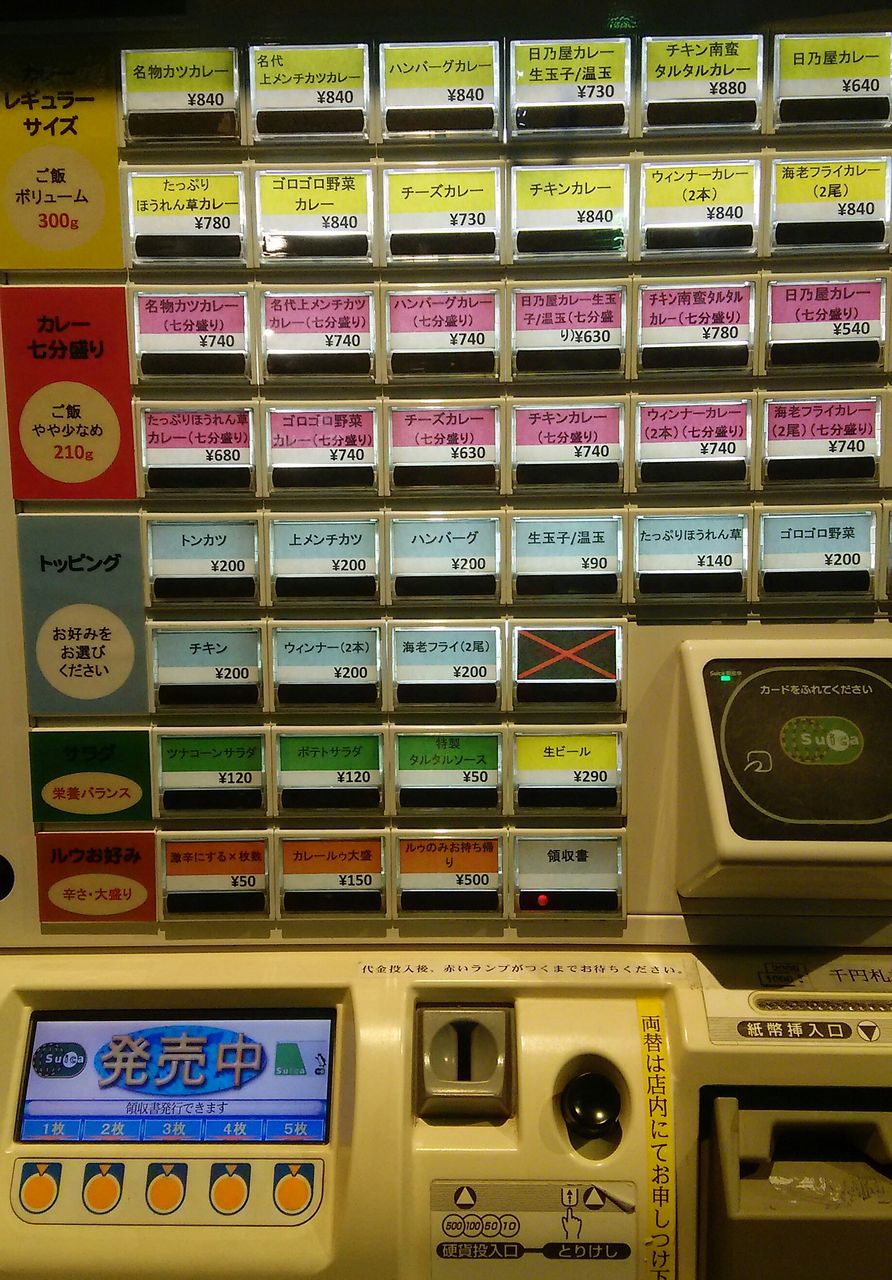 カレー
レギュラー
サイズ
ご飯
ボリューム
300g
名物カツカレー
¥840
名代
上メンチカツカレー
¥840
ハンバーグカレー
¥840
日乃屋カレー
生玉子/温玉
¥730
チキン南蛮
タルタルカレー
¥880
日乃屋カレー
¥640
たっぷり
ほうれん草カレー
¥780
ゴロゴロ野菜
カレー
¥840
チーズカレー
¥730
チキンカレー
¥840
ウィンナーカレー
（2本）
¥840
海老フライカレー
（2尾）
¥840
カレー
七分盛り
ご飯
やや少なめ
210g
名物カツカレー
（七分盛り）
¥740
名代上メンチカツ
カレー（七分盛り）
¥740
ハンバーグカレー
（七分盛り）
¥740
日乃屋カレー生玉
子/温玉（七分盛
り）¥630
チキン南蛮タルタル
カレー（七分盛り）
¥780
日乃屋カレー
（七分盛り）
¥540
たっぷりほうれん草
カレー（七分盛り）
¥680
ゴロゴロ野菜
カレー（七分盛り）
¥740
チーズカレー
（七分盛り）
¥630
チキンカレー
（七分盛り）
¥740
ウィンナーカレー
（2本）（七分盛り）
¥740
海老フライカレー
（2尾）（七分盛り）
¥740
トッピング
お好みを
お選び
ください
トンカツ
¥200
上メンチカツ
¥200
ハンバーグ
¥200
生玉子/温玉
¥90
たっぷりほうれん草
¥140
ゴロゴロ野菜
¥200
チキン
¥200
ウィンナー（2本）
¥200
海老フライ（2尾）
¥200
サラダ
栄養バランス
ツナコーンサラダ
¥120
ポテトサラダ
¥120
特製
タルタルソース
¥50
生ビール
¥290
ルウお好み
辛さ・大盛り
激辛にする×枚数
¥50
カレールゥ大盛
¥150
ルゥのみお持ち帰
り
¥500
領収書
カードをふれてください
Suica
代金投入後、赤いランプがつくまでお待ちください。
Suica
発売中
Suica
領収書発行できます
1枚 2枚 3枚 4枚 5枚
500 100 50 10
硬貨投入口
とりけし
両替は店内にてお申しつけ下
千円札
紙幣挿入口